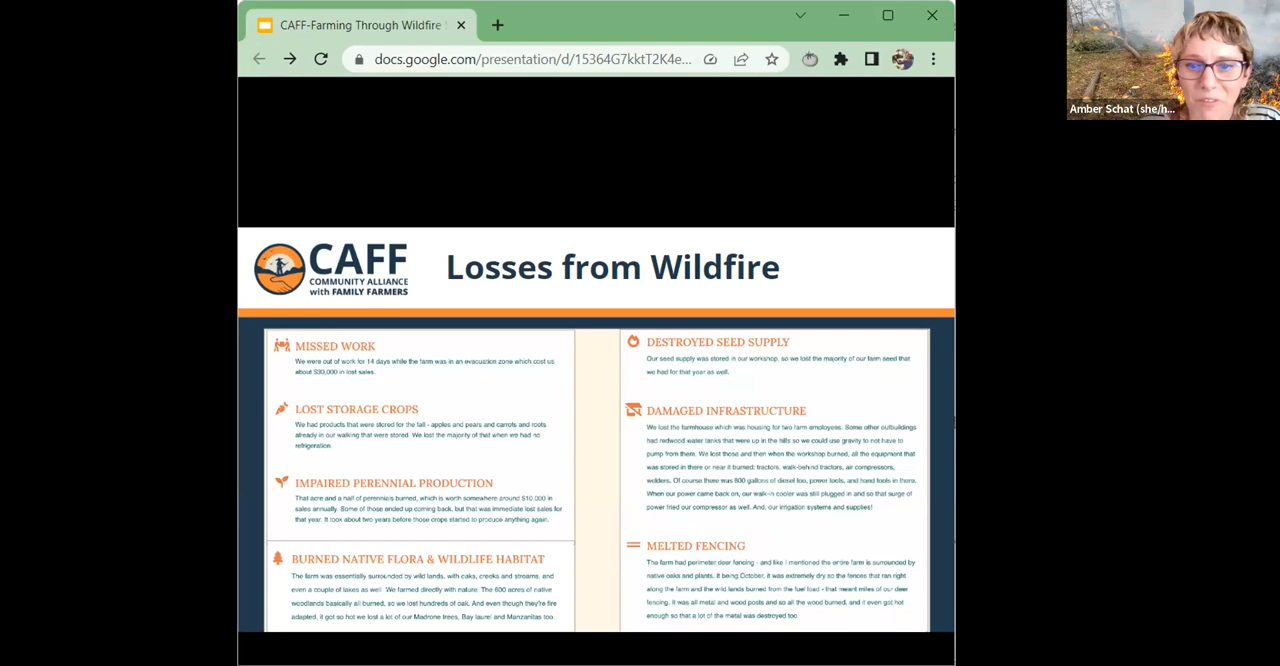 CAFF-Farming Through Wildfire
docs.google.com/presentation/d/15364G7kktT2K4e...
Amber Schat (she/h...
CAFF
COMMUNITY ALLIANCE
with FAMILY FARMERS
Losses from Wildfire
MISSED WORK
We were out of work for 14 days while the farm was in an evacuation zone which cost us
about $30,000 in lost sales.
LOST STORAGE CROPS
We had products that were stored for the fall - apples and pears and carrots and roots
already in our walking that were stored. We lost the majority of that when we had no
refrigeration.
IMPAIRED PERENNIAL PRODUCTION
That acre and a half of perennials burned, which is worth somewhere around $10,000 in
sales annually. Some of those ended up coming back, but that was immediate lost sales for
that year. It took about two years before those crops started to produce anything again.
BURNED NATIVE FLORA & WILDLIFE HABITAT
The farm was essentially surrounded by wild lands, with oaks, creeks and streams and
even a couple of lakes as well. We farmed directly with nature. The 600 acres of native
woodlands basically all burned, so we lost hundreds of oak. And even though they're fire
adapted, it got so hot we lost a lot of our Madrone trees, Bay laurel and Manzanitas too.
DESTROYED SEED SUPPLY
Our seed supply was stored in our workshop, so we lost the majority of our farm seed that
we had for that year as well.
DAMAGED INFRASTRUCTURE
We lost the farmhouse which was housing for two farm employees. Some other outbuildings
had redwood water tanks that were up in the hills so we could use gravity to not have to
pump from them. We lost those and then when the workshop burned, all the equipment that
was stored in there or near it burned: tractors, walk-behind tractors, air compressors,
welders. Of course there was 800 gallons of diesel too, power tools, and hand tools in there.
When our power came back on, our walk-in cooler was still plugged in and so that surge of
power fried our compressor as well. And, our irrigation systems and supplies!
MELTED FENCING
The farm had perimeter deer fencing - and like I mentioned the entire farm is surrounded by
native oaks and plants. It being October, it was extremely dry so the fences that ran right
along the farm and the wild lands burned from the fuel load - that meant miles of our deer
fencing. It was all metal and wood posts and so all the wood burned, and it even got hot
enough so that a lot of the metal was destroyed too.